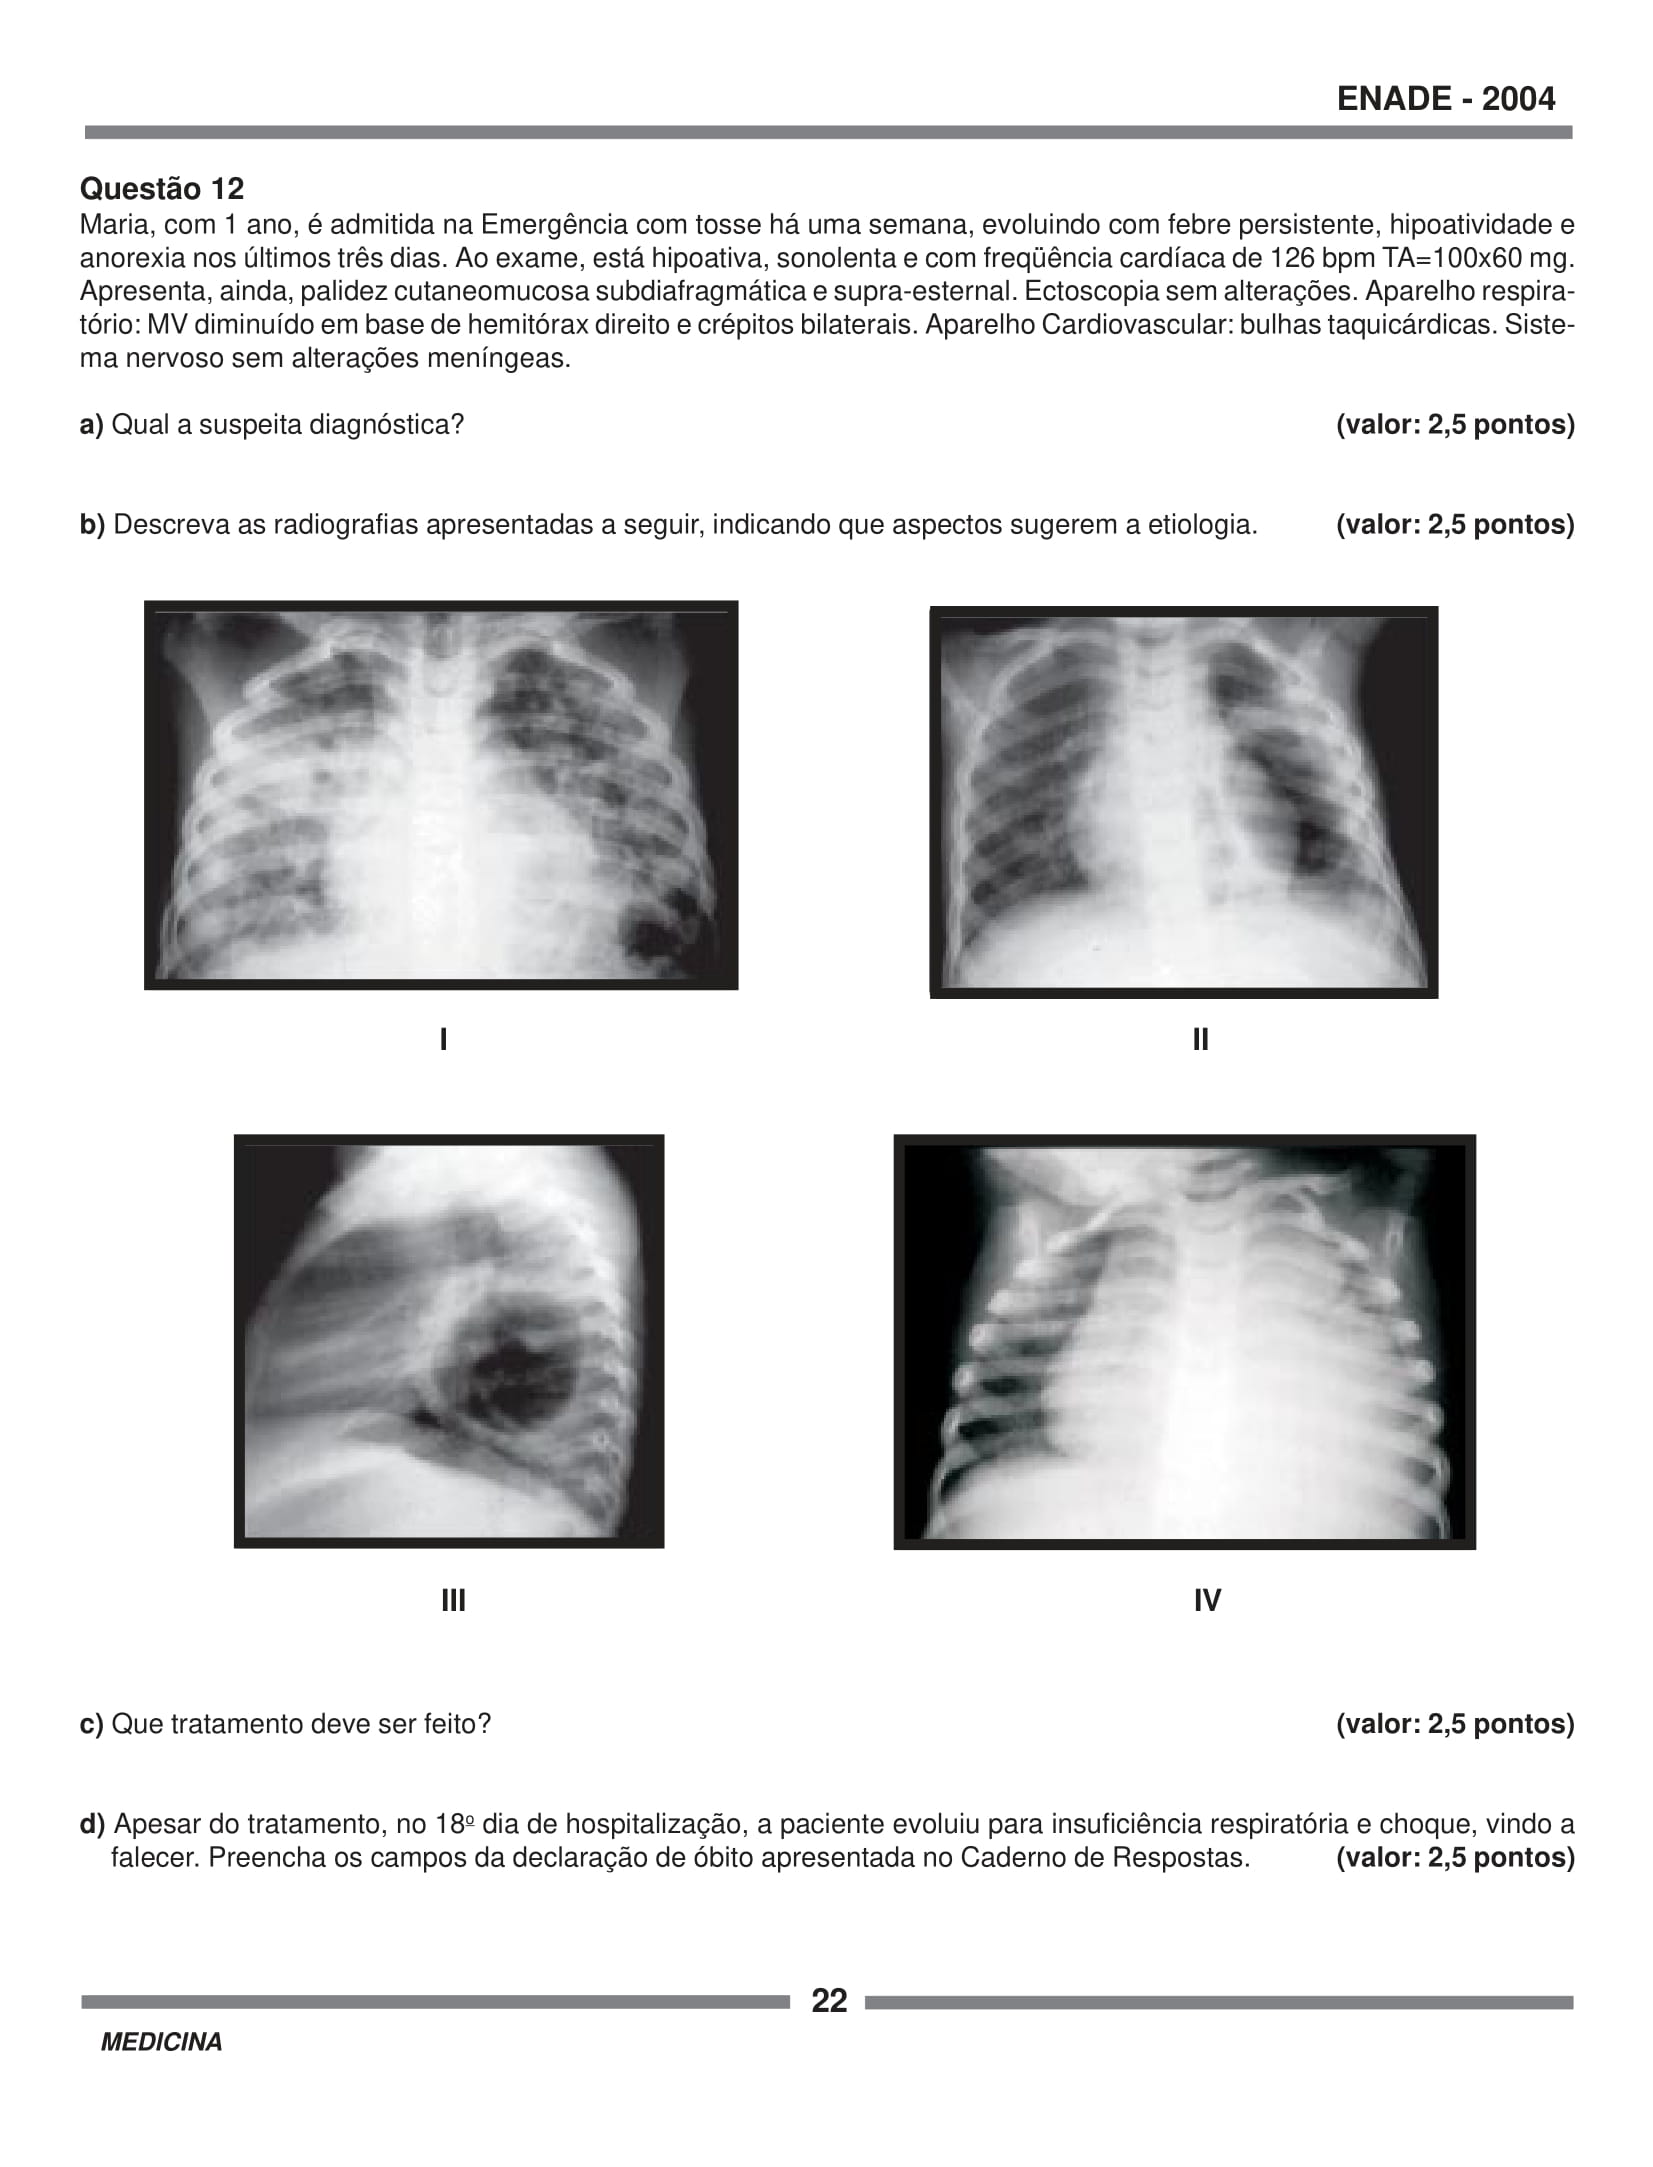 ENADE - 2004
Questão 12
Maria, com 1 ano, é admitida na Emergência com tosse há uma semana, evoluindo com febre persistente, hipoatividade e
anorexia nos últimos três dias. Ao exame, está hipoativa, sonolenta e com freqüência cardíaca de 126 bpm TA=100x60 mg.
Apresenta, ainda, palidez cutaneomucosa subdiafragmática e supra-esternal. Ectoscopia sem alterações. Aparelho respira-
tório: MV diminuído em base de hemitórax direito e crépitos bilaterais. Aparelho Cardiovascular: bulhas taquicárdicas. Siste-
ma nervoso sem alterações meníngeas.
a) Qual a suspeita diagnóstica? (valor: 2,5 pontos)
b) Descreva as radiografias apresentadas a seguir, indicando que aspectos sugerem a etiologia. (valor: 2,5 pontos)
I II
III IV
c) Que tratamento deve ser feito? (valor: 2,5 pontos)
d) Apesar do tratamento, no 18º dia de hospitalização, a paciente evoluiu para insuficiência respiratória e choque, vindo a
falecer. Preencha os campos da declaração de óbito apresentada no Caderno de Respostas. (valor: 2,5 pontos)
22
MEDICINA